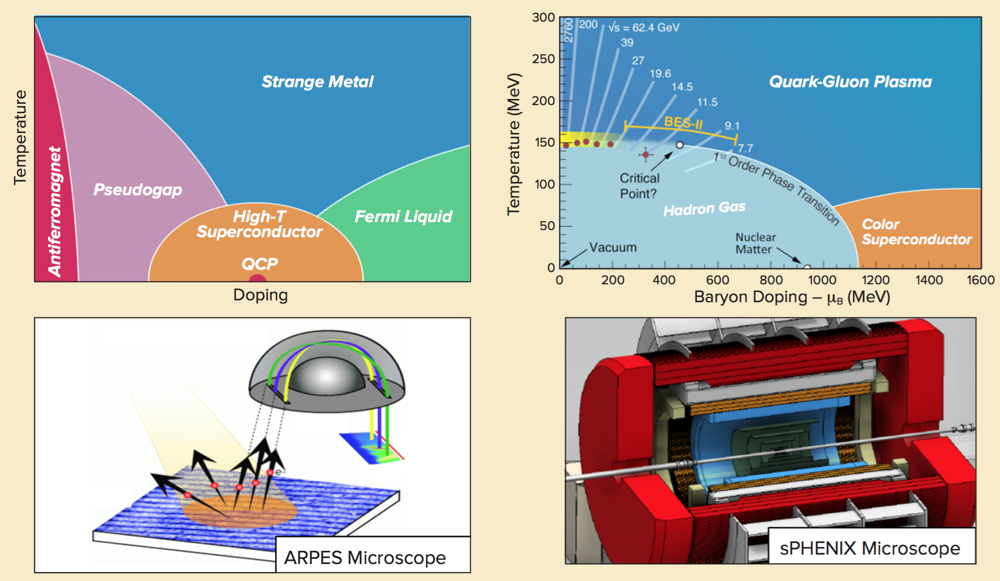 Temperature
Antiferromagnet
Pseudogap
Strange Metal
High-T
Superconductor
QCP
Fermi Liquid
Doping
Temperature (MeV)
300
250
200
150
100
50
0
2760
200
√s = 62.4 GeV
39
27
19.6
14.5
11.5
9.1
7.7
BES-II
Quark-Gluon Plasma
1st Order Phase Transition
Critical
Point?
Hadron Gas
Color
Superconductor
Nuclear
Matter
Vacuum
0 200 400 600 800 1000 1200 1400 1600
Baryon Doping – μB (MeV)
e-
ARPES Microscope
sPHENIX Microscope